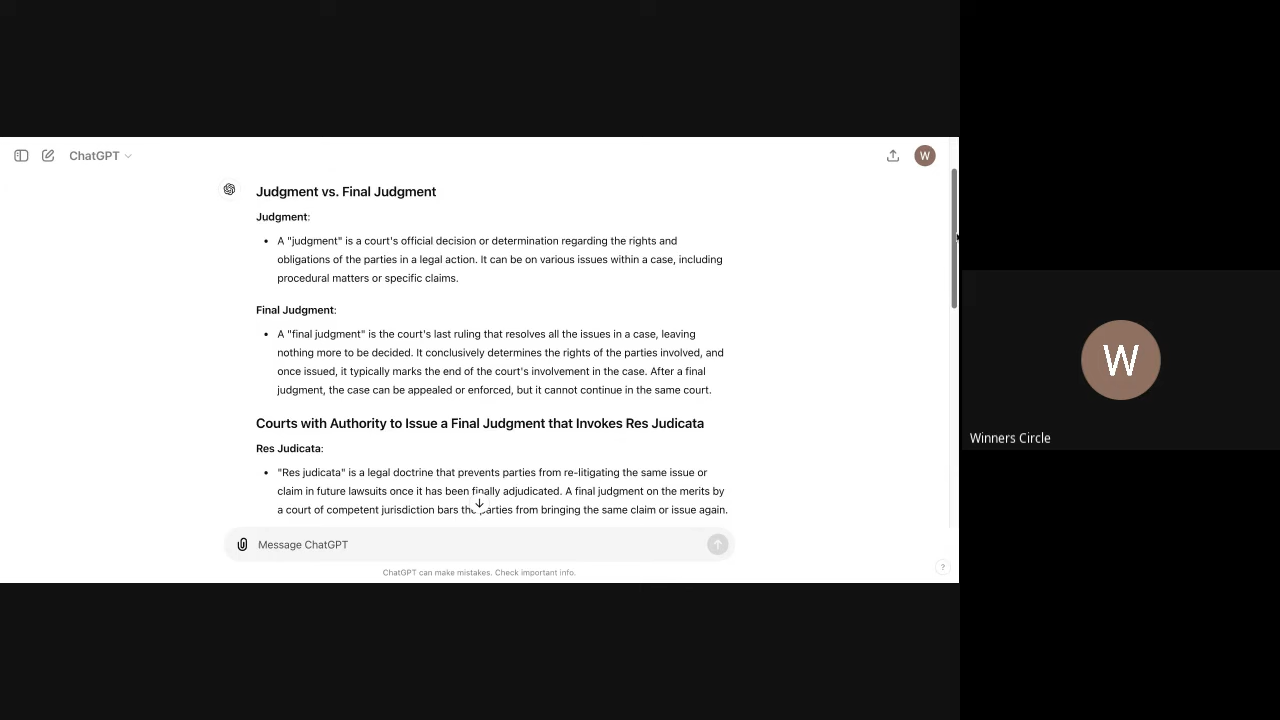 ChatGPT
W
Judgment vs. Final Judgment
Judgment:
• A "judgment" is a court's official decision or determination regarding the rights and
obligations of the parties in a legal action. It can be on various issues within a case, including
procedural matters or specific claims.
Final Judgment:
• A "final judgment" is the court's last ruling that resolves all the issues in a case, leaving
nothing more to be decided. It conclusively determines the rights of the parties involved, and
once issued, it typically marks the end of the court's involvement in the case. After a final
judgment, the case can be appealed or enforced, but it cannot continue in the same court.
Courts with Authority to Issue a Final Judgment that Invokes Res Judicata
Res Judicata:
• "Res judicata" is a legal doctrine that prevents parties from re-litigating the same issue or
claim in future lawsuits once it has been finally adjudicated. A final judgment on the merits by
a court of competent jurisdiction bars the parties from bringing the same claim or issue again.
Message ChatGPT
ChatGPT can make mistakes. Check important info.
?
W
Winners Circle